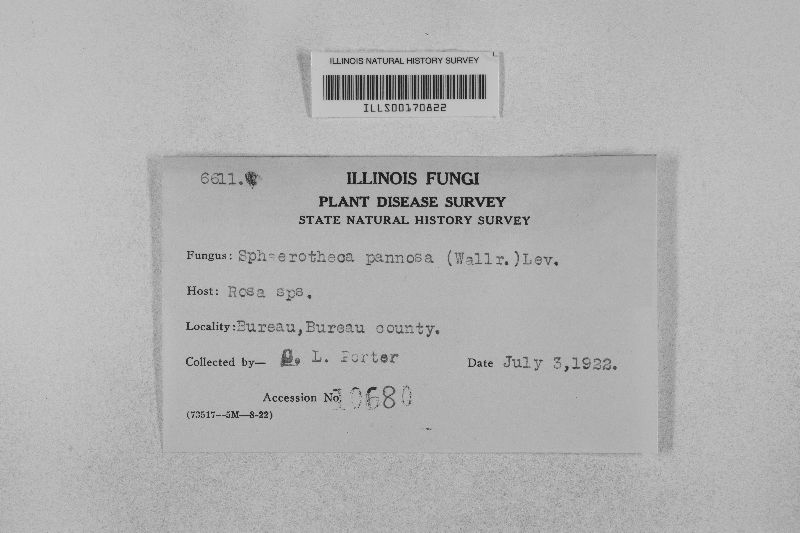 ILLINOIS NATURAL HISTORY SURVEY
ILLS00170822
6611.
ILLINOIS FUNGI
PLANT DISEASE SURVEY
STATE NATURAL HISTORY SURVEY
Fungus: Sphaerotheca pannosa (Wallr.)Lev.
Host: Rosa sps.
Locality: Bureau, Bureau county.
Collected by— L. Porter Date July 3,1922.
Accession No. 10680
(73517--5M—8-22)